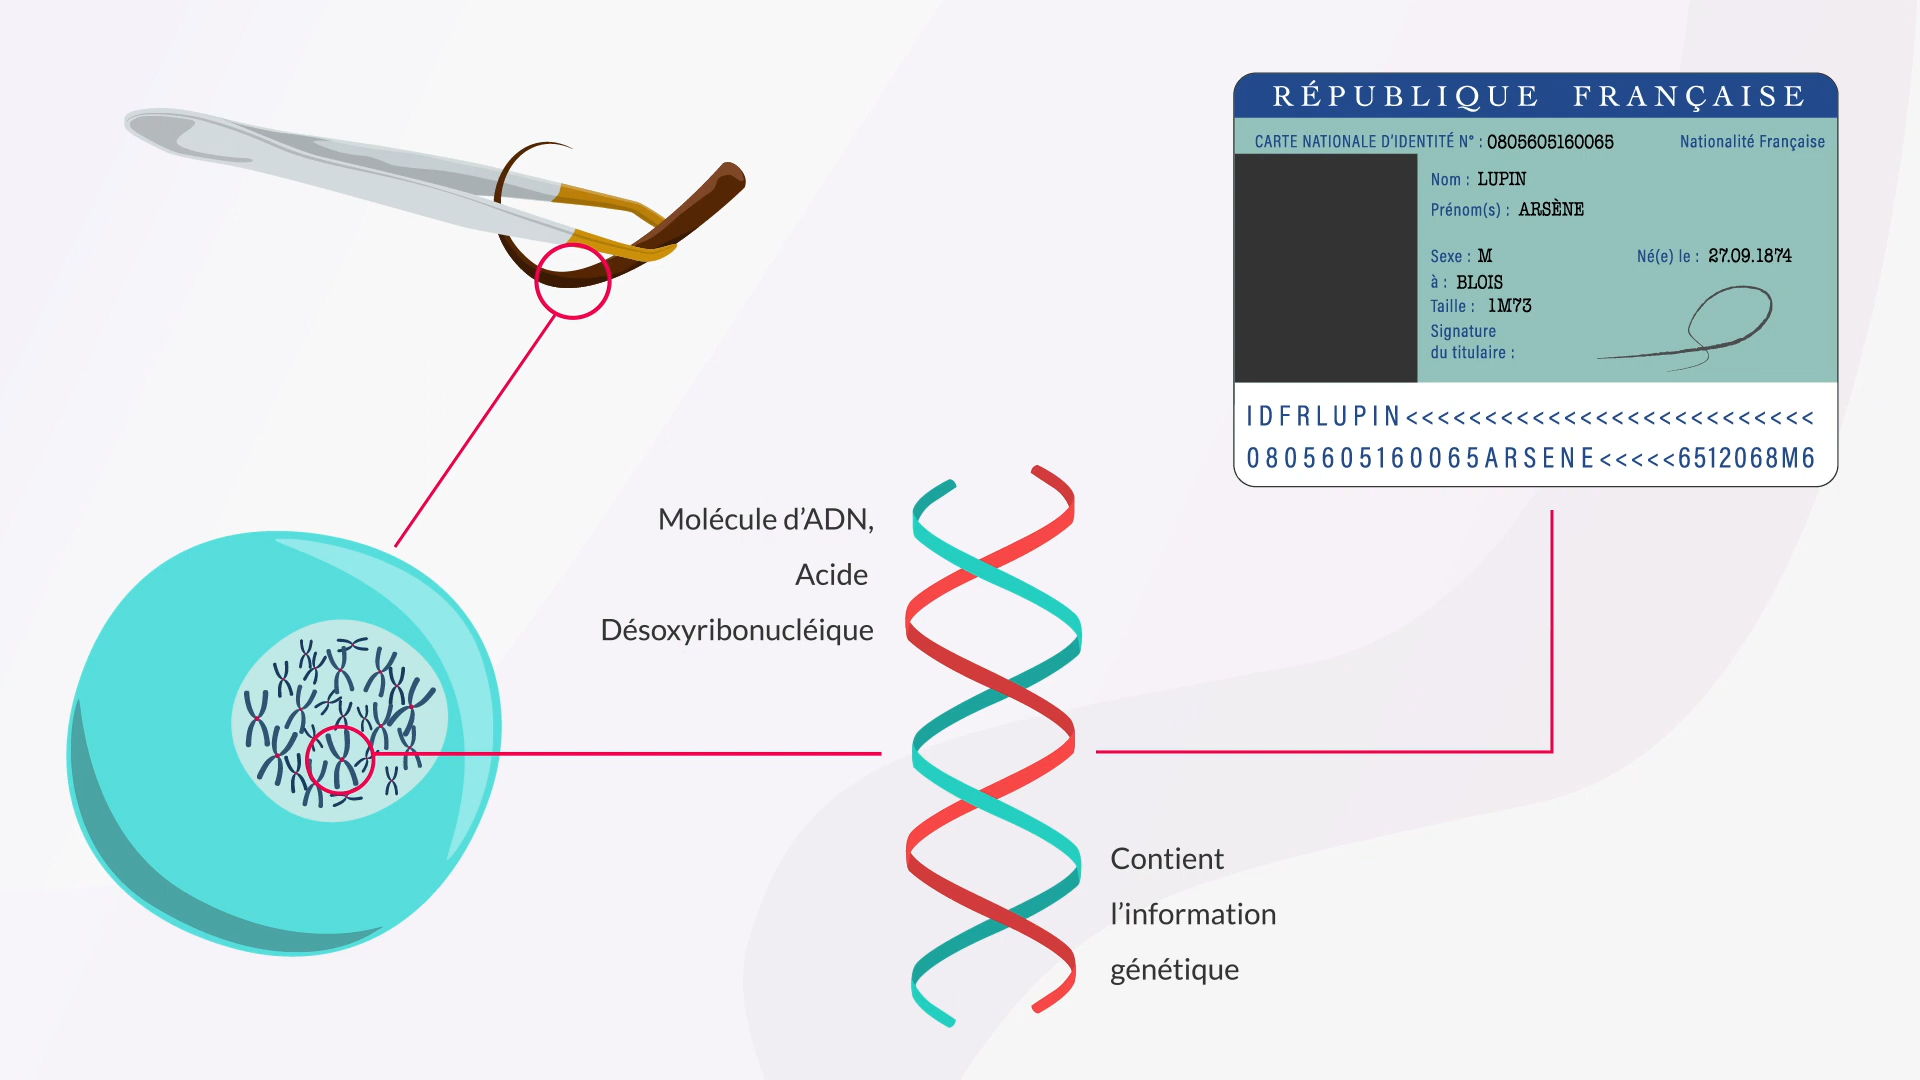 RÉPUBLIQUE FRANÇAISE
CARTE NATIONALE D'IDENTITÉ N° : 0805605160065 Nationalité Française
Nom : LUPIN
Prénom(s) : ARSÈNE
Sexe : M Né(e) le : 27.09.1874
à : BLOIS
Taille : 1M73
Signature
du titulaire :
IDFRLUPIN<<<<<<<<<<<<<<<<<<<<<<<<<<
0805605160065ARSENE<<<<<6512068M6
Molécule d’ADN,
Acide
Désoxyribonucléique
Contient
l’information
génétique